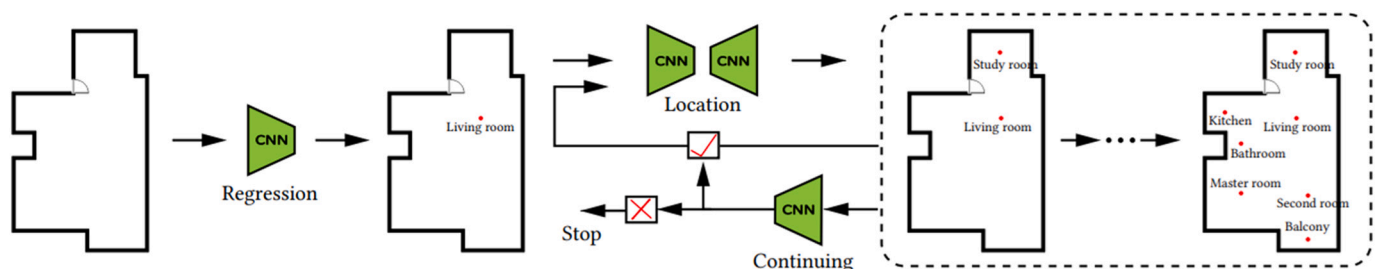 CNN
Regression
Living room
CNN
CNN
Location
Stop
CNN
Continuing
Study room
Living room
Study room
Kitchen
Living room
Bathroom
Master room
Second room
Balcony